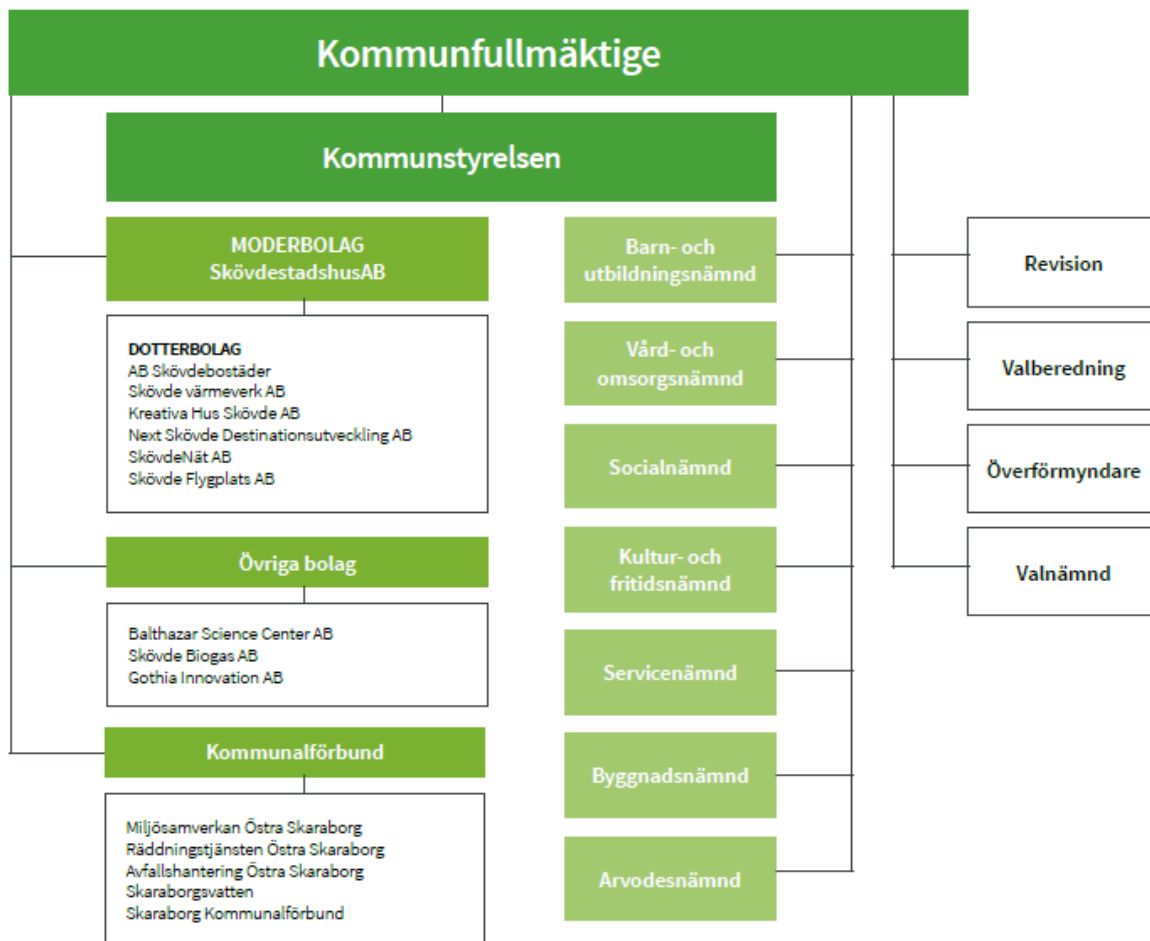 Kommunfullmäktige
Kommunstyrelsen
MODERBOLAG
SkövdestadshusAB
DOTTERBOLAG
AB Skövdebostäder
Skövde värmeverk AB
Kreativa Hus Skövde AB
Next Skövde Destinationsutveckling AB
SkövdeNät AB
Skövde Flygplats AB
Övriga bolag
Balthazar Science Center AB
Skövde Biogas AB
Gothia Innovation AB
Kommunalförbund
Miljösamverkan Östra Skaraborg
Räddningstjänsten Östra Skaraborg
Avfallshantering Östra Skaraborg
Skaraborgsvatten
Skaraborg Kommunalförbund
Barn- och
utbildningsnämnd
Vård- och
omsorgsnämnd
Socialnämnd
Kultur- och
fritidsnämnd
Servicenämnd
Byggnadsnämnd
Arvodesnämnd
Revision
Valberedning
Överförmyndare
Valnämnd